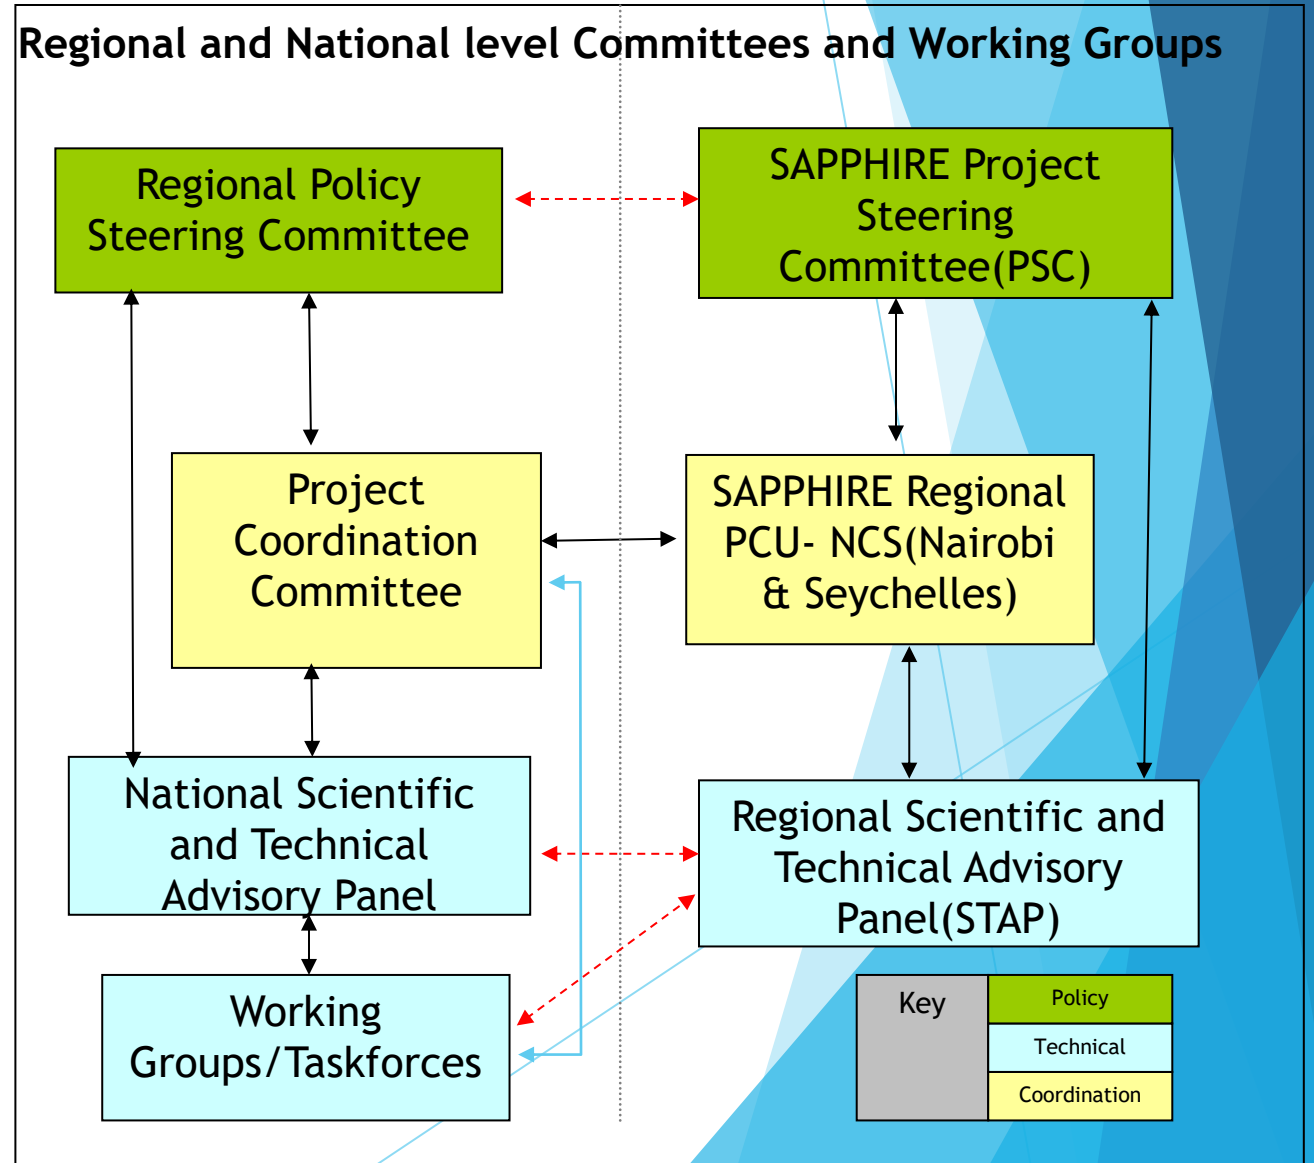 Regional and National level Committees and Working Groups
Regional Policy
Steering Committee
SAPPHIRE Project
Steering
Committee(PSC)
Project
Coordination
Committee
SAPPHIRE Regional
PCU- NCS(Nairobi
& Seychelles)
National Scientific
and Technical
Advisory Panel
Regional Scientific and
Technical Advisory
Panel(STAP)
Working
Groups/Taskforces
Key
Policy
Technical
Coordination